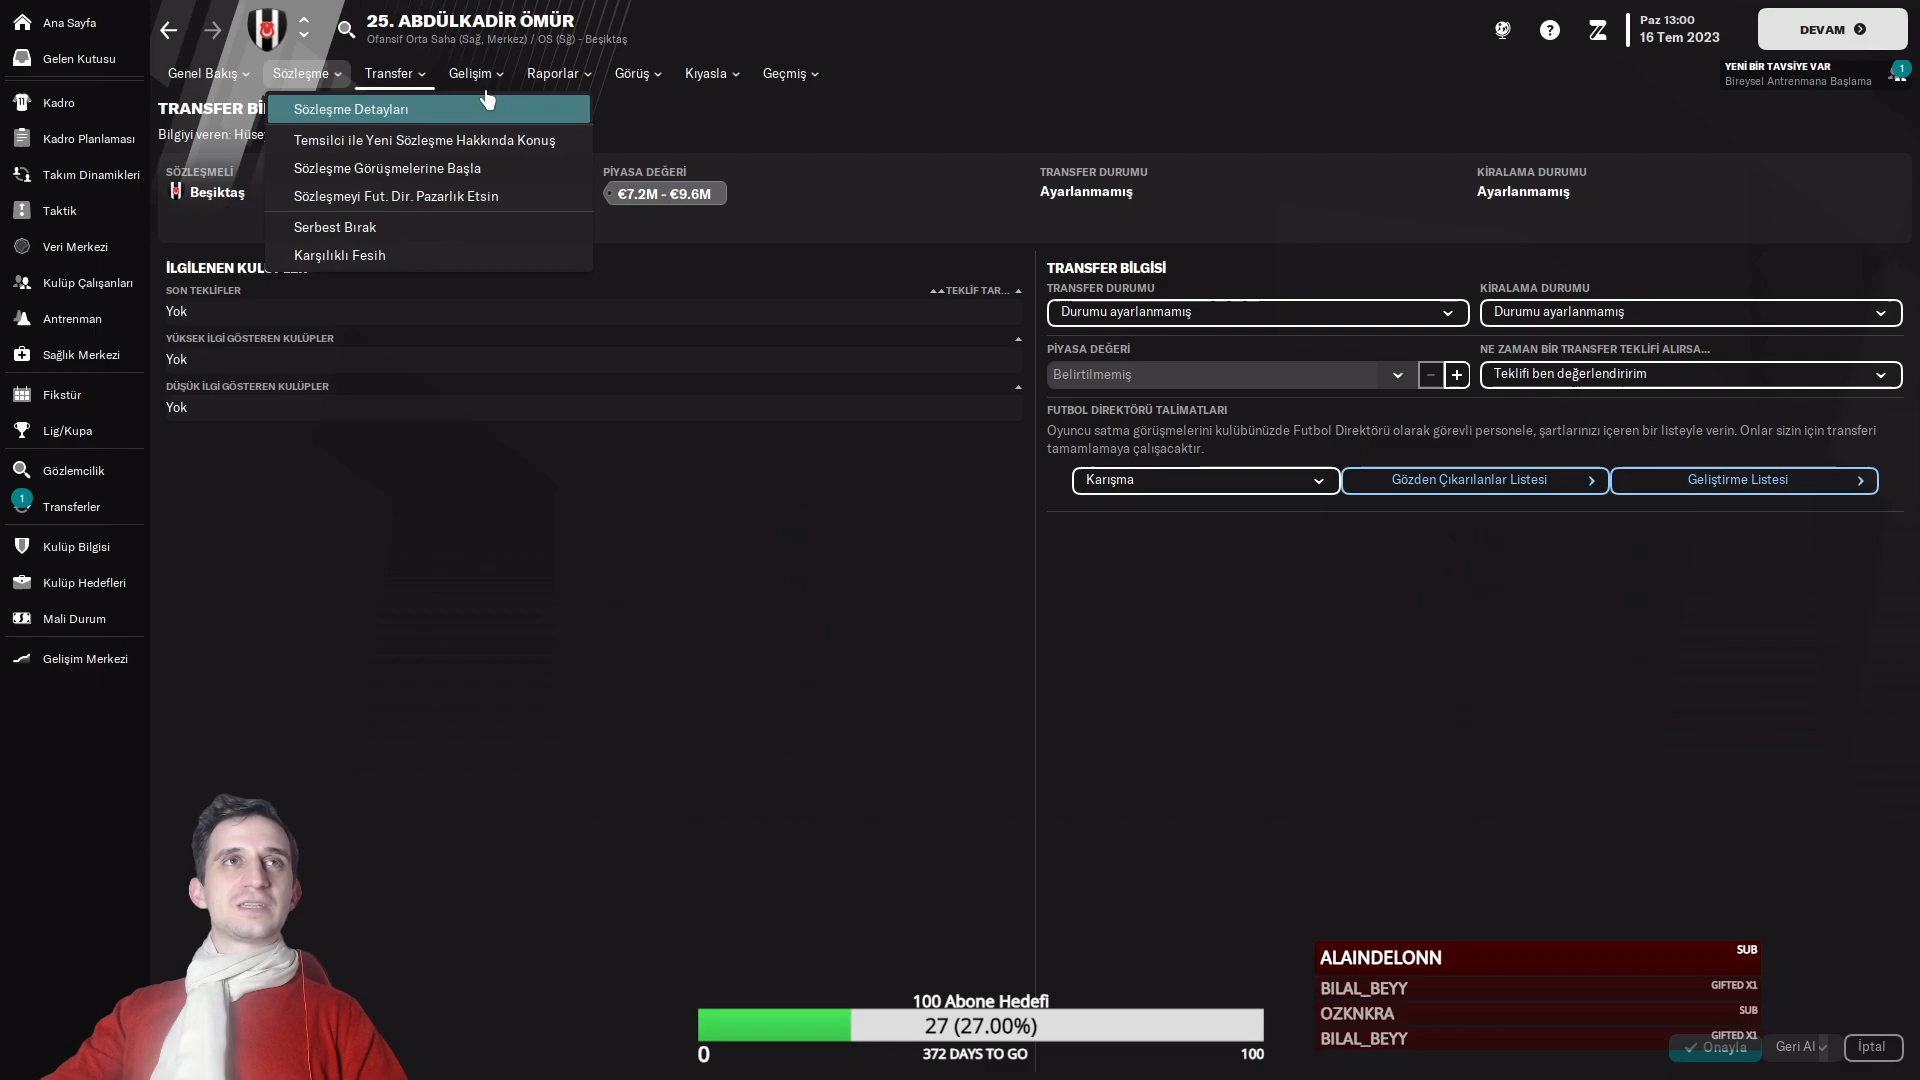 Ana Sayfa
Gelen Kutusu
Kadro
Kadro Planlaması
Takım Dinamikleri
Taktik
Veri Merkezi
Kulüp Çalışanları
Antrenman
Sağlık Merkezi
Fikstür
Lig/Kupa
Gözlemcilik
1
Transferler
Kulüp Bilgisi
Kulüp Hedefleri
Mali Durum
Gelişim Merkezi
25. ABDÜLKADİR ÖMÜR
Ofansif Orta Saha (Sağ, Merkez) / OS (Sğ) - Beşiktaş
Paz 13:00
16 Tem 2023
DEVAM
YENİ BİR TAVSİYE VAR
Bireysel Antrenmana Başlama
1
Genel Bakış Sözleşme Transfer Gelişim Raporlar Görüş Kıyasla Geçmiş
TRANSFER
Bilgiyi veren:
Sözleşme Detayları
Temsilci ile Yeni Sözleşme Hakkında Konuş
Sözleşme Görüşmelerine Başla
Sözleşmeyi Fut. Dir. Pazarlık Etsin
Serbest Bırak
Karşılıklı Fesih
SÖZLEŞMELİ
Beşiktaş
PİYASA DEĞERİ
€7.2M - €9.6M
TRANSFER DURUMU
Ayarlanmamış
KİRALAMA DURUMU
Ayarlanmamış
İLGİLENEN
SON TEKLİFLER TEKLİF TAR...
Yok
YÜKSEK İLGİ GÖSTEREN KULÜPLER
Yok
DÜŞÜK İLGİ GÖSTEREN KULÜPLER
Yok
TRANSFER BİLGİSİ
TRANSFER DURUMU
Durumu ayarlanmamış
KİRALAMA DURUMU
Durumu ayarlanmamış
PİYASA DEĞERİ
Belirtilmemiş
− +
NE ZAMAN BİR TRANSFER TEKLİFİ ALIRSA...
Teklifi ben değerlendiririm
FUTBOL DİREKTÖRÜ TALİMATLARI
Oyuncu satma görüşmelerini kulübünüzde Futbol Direktörü olarak görevli personele, şartlarınızı içeren bir listeyle verin. Onlar sizin için transferi
tamamlamaya çalışacaktır.
Karışma
Gözden Çıkarılanlar Listesi
Geliştirme Listesi
100 Abone Hedefi
27 (27.00%)
0 372 DAYS TO GO 100
ALAINDELONN SUB
BILAL_BEYY GIFTED X1
OZKNKRA SUB
BILAL_BEYY GIFTED X1
Onayla Geri Al İptal